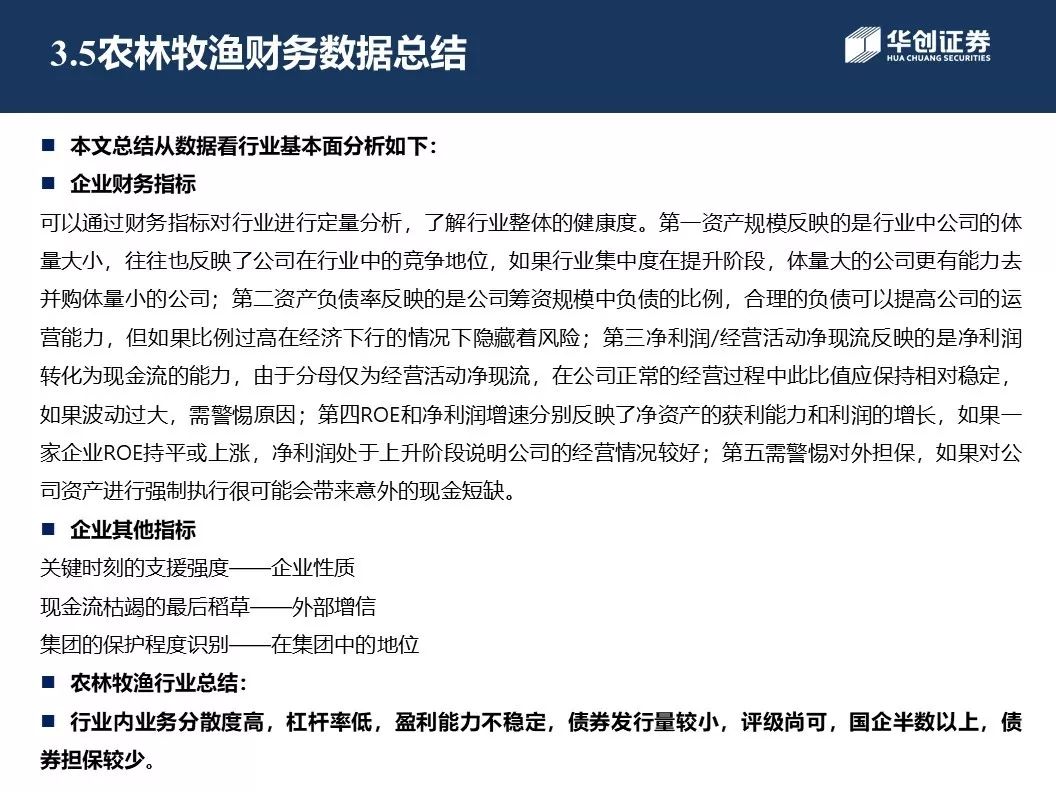 3.5农林牧渔财务数据总结
华创证券
HUA CHUANG SECURITIES
■ 本文总结从数据看行业基本面分析如下：
■ 企业财务指标
可以通过财务指标对行业进行定量分析，了解行业整体的健康度。第一资产规模反映的是行业中公司的体
量大小，往往也反映了公司在行业中的竞争地位，如果行业集中度在提升阶段，体量大的公司更有能力去
并购体量小的公司；第二资产负债率反映的是公司筹资规模中负债的比例，合理的负债可以提高公司的运
营能力，但如果比例过高在经济下行的情况下隐藏着风险；第三净利润/经营活动净现流反映的是净利润
转化为现金流的能力，由于分母仅为经营活动净现流，在公司正常的经营过程中此比值应保持相对稳定，
如果波动过大，需警惕原因；第四ROE和净利润增速分别反映了净资产的获利能力和利润的增长，如果一
家企业ROE持平或上涨，净利润处于上升阶段说明公司的经营情况较好；第五需警惕对外担保，如果对公
司资产进行强制执行很可能会带来意外的现金短缺。
■ 企业其他指标
关键时刻的支援强度——企业性质
现金流枯竭的最后稻草——外部增信
集团的保护程度识别——在集团中的地位
■ 农林牧渔行业总结：
■ 行业内业务分散度高，杠杆率低，盈利能力不稳定，债券发行量较小，评级尚可，国企半数以上，债
券担保较少。